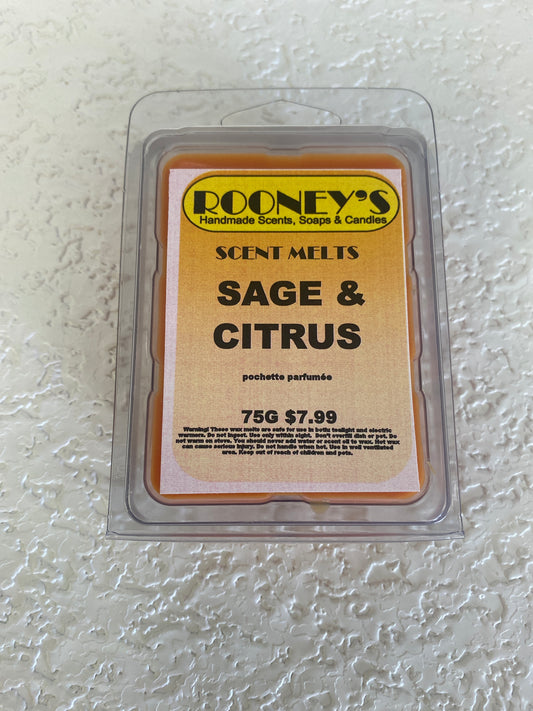 ROONEY'S
Handmade Scents, Soaps & Candles
SCENT MELTS
SAGE &
CITRUS
pochette parfumée
75G $7.99
Warning! These wax melts are safe for use in both tealight and electric
warmers. Do not ingest. Use only within sight. Don't overfill dish or pot. Do
not warm on stove. You should never add water or scent oil to wax. Hot wax
can cause serious injury. Do not handle when hot. Use in well ventilated
area. Keep out of reach of children and pets.